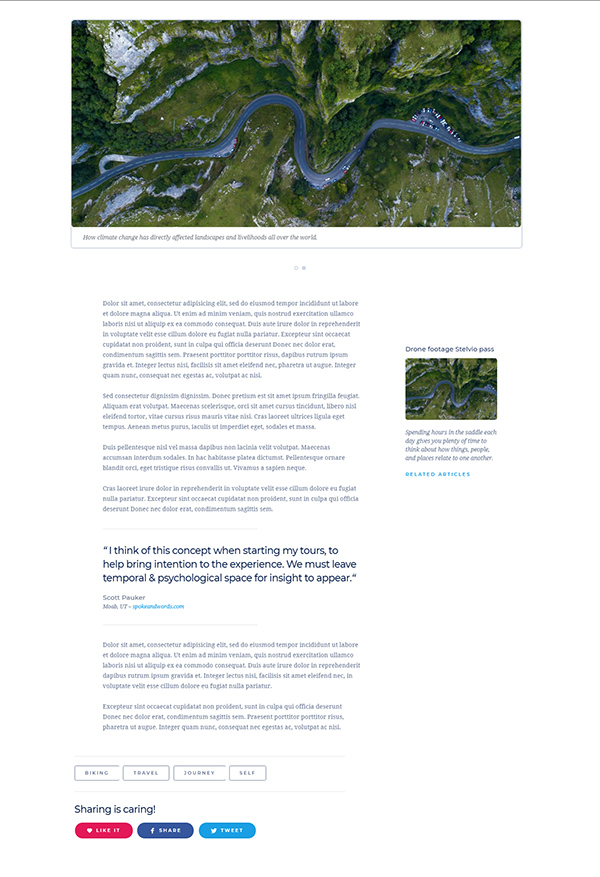 How climate change has directly affected landscapes and livelihoods all over the world.
Dolor sit amet, consectetur adipisicing elit, sed do eiusmod tempor incididunt ut labore
et dolore magna aliqua. Ut enim ad minim veniam, quis nostrud exercitation ullamco
laboris nisi ut aliquip ex ea commodo consequat. Duis aute irure dolor in reprehenderit
in voluptate velit esse cillum dolore eu fugiat nulla pariatur. Excepteur sint occaecat
cupidatat non proident, sunt in culpa qui officia deserunt Donec nec dolor erat,
condimentum sagittis sem. Praesent porttitor porttitor risus, dapibus rutrum ipsum
gravida et. Integer lectus nisi, facilisis sit amet eleifend nec, pharetra ut augue. Integer
quam nunc, consequat nec egestas ac, volutpat ac nisi.
Sed consectetur dignissim dignissim. Donec pretium est sit amet ipsum fringilla feugiat.
Aliquam erat volutpat. Maecenas scelerisque, orci sit amet cursus tincidunt, libero nisl
eleifend tortor, vitae cursus risus mauris vitae nisi. Cras laoreet ultrices ligula eget
tempus. Aenean metus purus, iaculis ut imperdiet eget, sodales et massa.
Duis pellentesque nisl vel massa dapibus non lacinia velit volutpat. Maecenas
accumsan interdum sodales. In hac habitasse platea dictumst. Pellentesque ornare
blandit orci, eget tristique risus convallis ut. Vivamus a sapien neque.
Cras laoreet irure dolor in reprehenderit in voluptate velit esse cillum dolore eu fugiat
nulla pariatur. Excepteur sint occaecat cupidatat non proident, sunt in culpa qui officia
deserunt Donec nec dolor erat, condimentum sagittis sem.
“I think of this concept when starting my tours, to
help bring intention to the experience. We must leave
temporal & psychological space for insight to appear.“
Scott Pauker
Moab, UT – spokeandwords.com
Dolor sit amet, consectetur adipisicing elit, sed do eiusmod tempor incididunt ut labore
et dolore magna aliqua. Ut enim ad minim veniam, quis nostrud exercitation ullamco
laboris nisi ut aliquip ex ea commodo consequat. Duis aute irure dolor in reprehenderit
dapibus rutrum ipsum gravida et. Integer lectus nisi, facilisis sit amet eleifend nec, in
voluptate velit esse cillum dolore eu fugiat nulla pariatur.
Excepteur sint occaecat cupidatat non proident, sunt in culpa qui officia deserunt
Donec nec dolor erat, condimentum sagittis sem. Praesent porttitor porttitor risus,
pharetra ut augue. Integer quam nunc, consequat nec egestas ac, volutpat ac nisi.
Drone footage Stelvio pass
Spending hours in the saddle each
day gives you plenty of time to
think about how things, people,
and places relate to one another.
RELATED ARTICLES
BIKING TRAVEL JOURNEY SELF
Sharing is caring!
LIKE IT SHARE TWEET